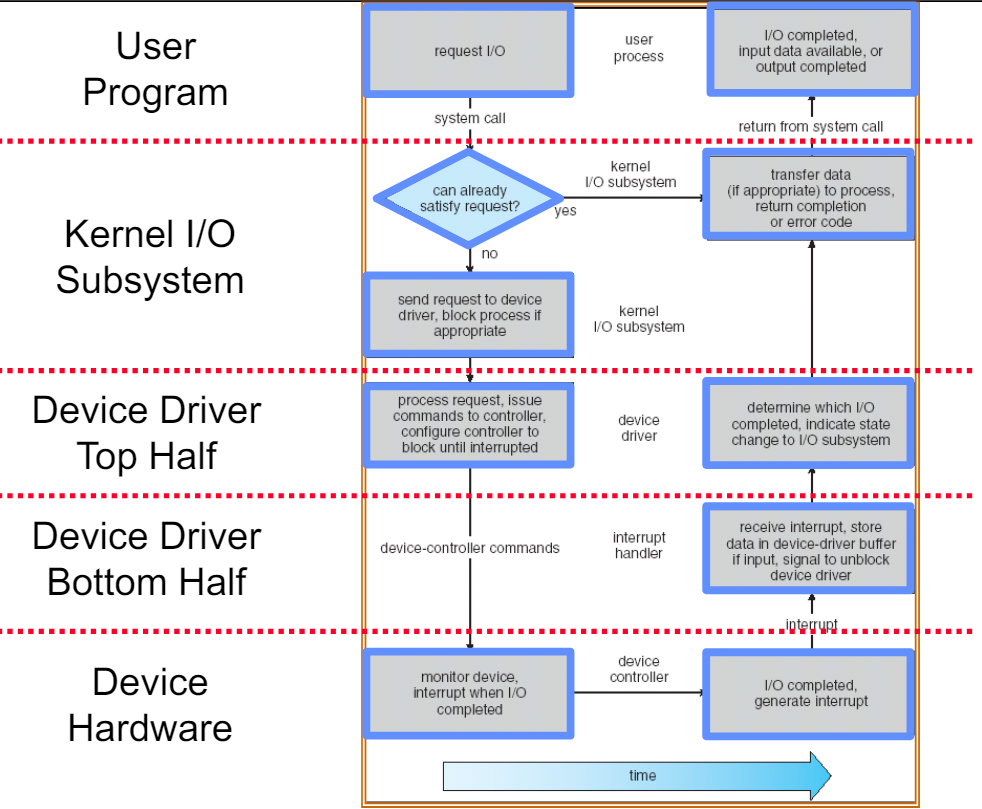 User
Program
request I/O
user
process
I/O completed,
input data available, or
output completed
system call
return from system call
Kernel I/O
Subsystem
can already
satisfy request?
yes
no
kernel
I/O subsystem
transfer data
(if appropriate) to process,
return completion
or error code
send request to device
driver, block process if
appropriate
kernel
I/O subsystem
Device Driver
Top Half
process request, issue
commands to controller,
configure controller to
block until interrupted
device
driver
determine which I/O
completed, indicate state
change to I/O subsystem
Device Driver
Bottom Half
device-controller commands
interrupt
handler
receive interrupt, store
data in device-driver buffer
if input, signal to unblock
device driver
interrupt
Device
Hardware
monitor device,
interrupt when I/O
completed
device
controller
I/O completed,
generate interrupt
time